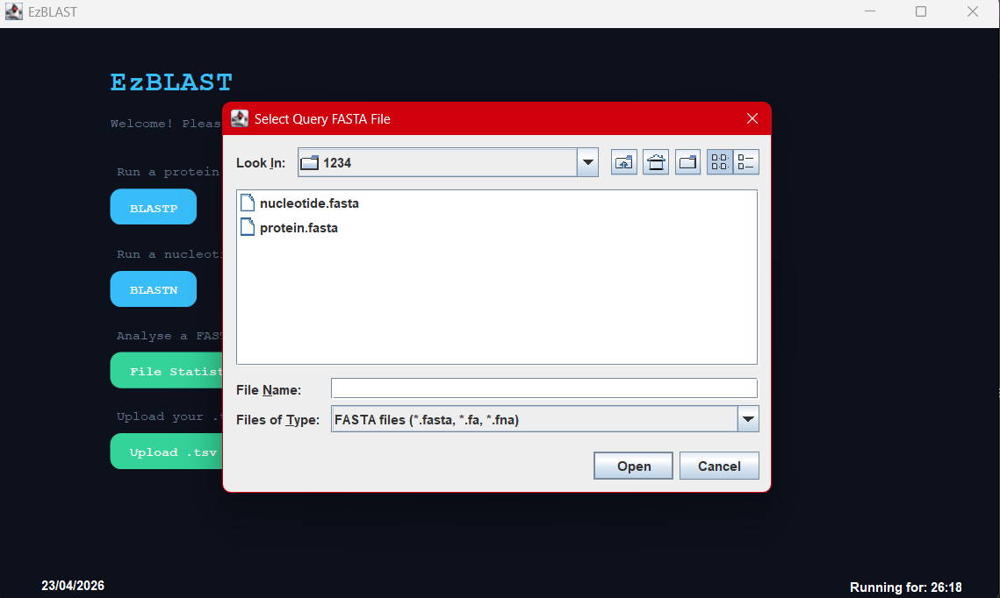 EzBLAST
EzBLAST
Welcome! Pleas
Select Query FASTA File
Look In: 1234
Run a protein
BLASTP
nucleotide.fasta
protein.fasta
Run a nucleot
BLASTN
Analyse a FAS
File Statist
File Name:
Upload your .
Files of Type: FASTA files (*.fasta, *.fa, *.fna)
Upload .tsv
Open Cancel
23/04/2026
Running for: 26:18